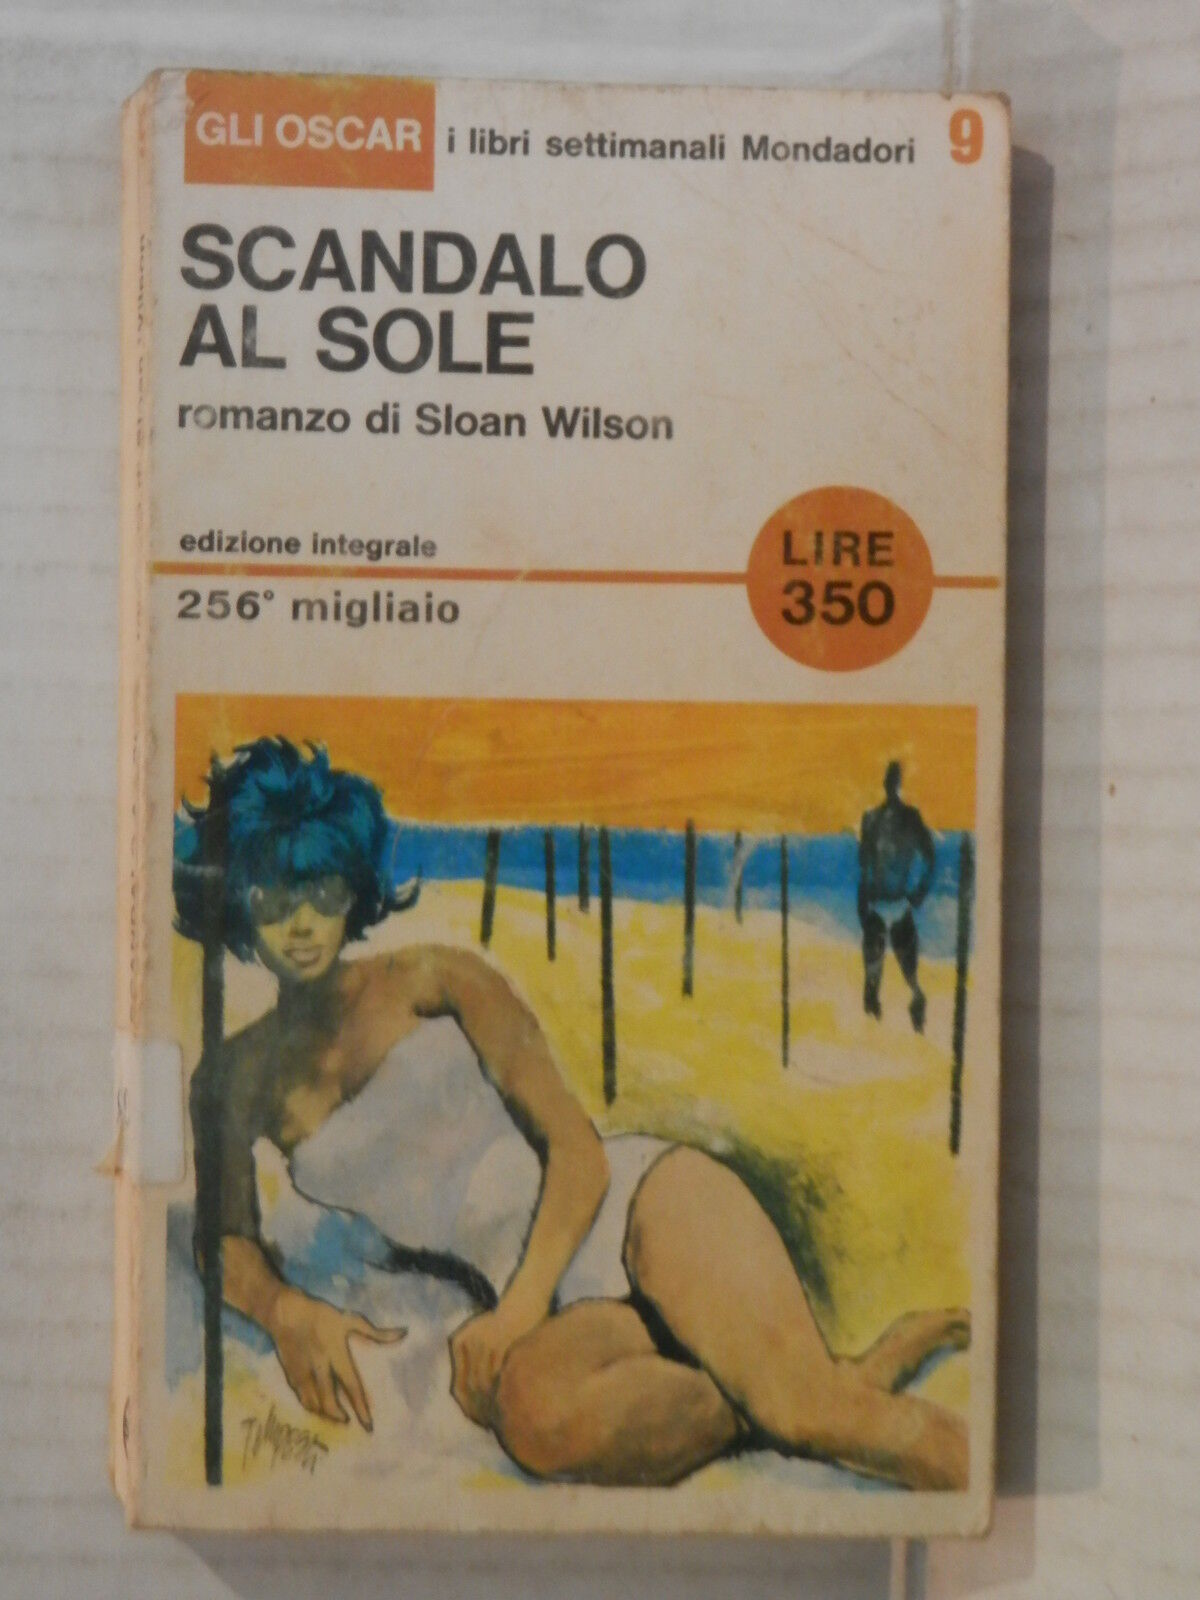 GLI OSCAR i libri settimanali Mondadori 9
SCANDALO
AL SOLE
romanzo di Sloan Wilson
edizione integrale
256° migliaio
LIRE
350